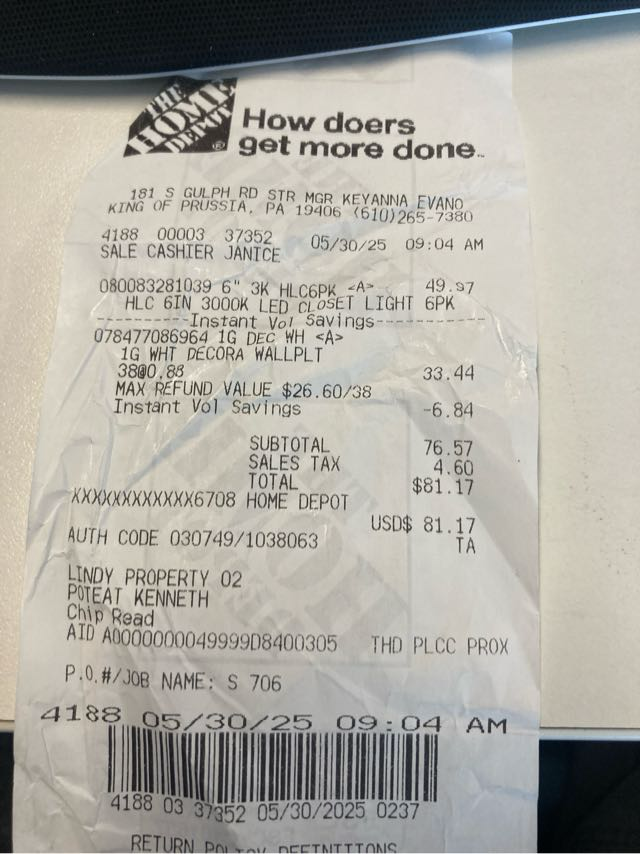 THE
HOME
DEPOT
®
How doers
get more done™
181 S GULPH RD STR MGR KEYANNA EVANO
KING OF PRUSSIA, PA 19406 (610)265-7380
4188 00003 37352 05/30/25 09:04 AM
SALE CASHIER JANICE
080083281039 6" 3K HLC6PK <A> 49.97
HLC 6IN 3000K LED CLOSET LIGHT 6PK
----------Instant Vol Savings------------
078477086964 1G DEC WH <A>
1G WHT DECORA WALLPLT
38@0.88 33.44
MAX REFUND VALUE $26.60/38
Instant Vol Savings -6.84
SUBTOTAL 76.57
SALES TAX 4.60
TOTAL $81.17
XXXXXXXXXXXX6708 HOME DEPOT
USD$ 81.17
AUTH CODE 030749/1038063 TA
LINDY PROPERTY 02
POTEAT KENNETH
Chip Read
AID A0000000049999D8400305 THD PLCC PROX
P.O.#/JOB NAME: S 706
4188 05/30/25 09:04 AM
4188 03 37352 05/30/2025 0237
RETURN POLICY DEFINITIONS